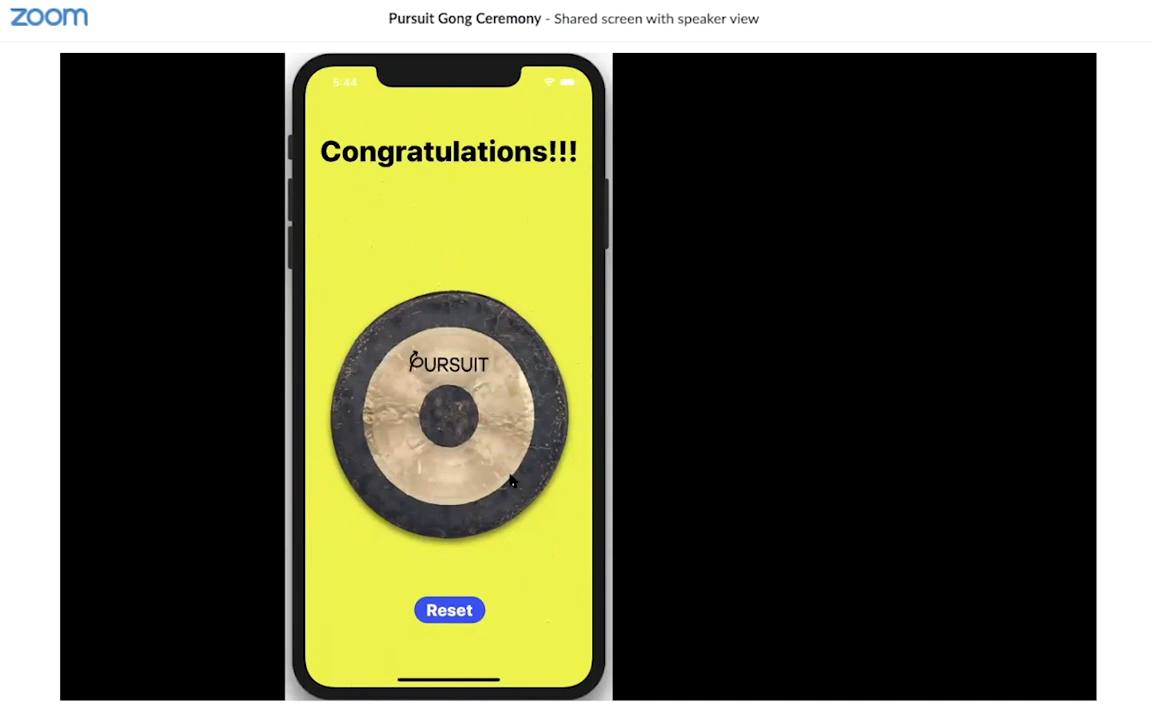 zoom
Pursuit Gong Ceremony - Shared screen with speaker view
5:44
Congratulations!!!
PURSUIT
Reset